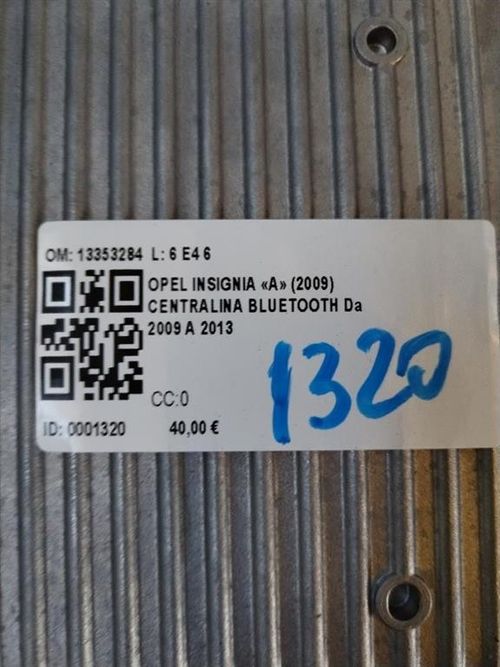 OM: 13353284 L: 6 E4 6
OPEL INSIGNIA «A» (2009)
CENTRALINA BLUETOOTH Da
2009 A 2013
CC:0
ID: 0001320 40,00 €
1320